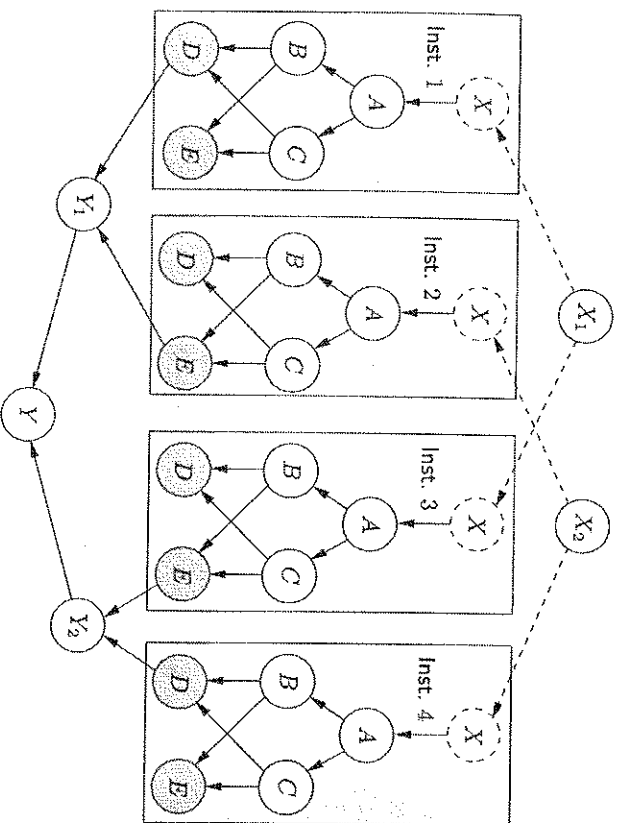 X₁ X₂
X X X X
Inst. 1 Inst. 2 Inst. 3 Inst. 4
A A A A
B C B C B C B C
D E D E D E D E
Y₁ Y₂
Y